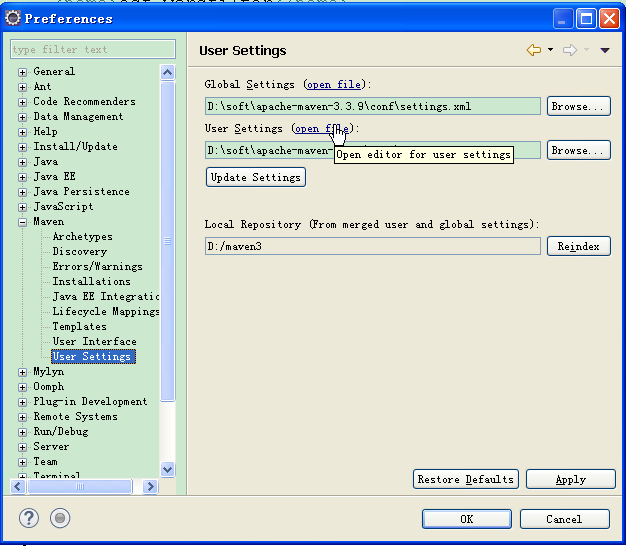 Preferences
type filter text
General
Ant
Code Recommenders
Data Management
Help
Install/Update
Java
Java EE
Java Persistence
JavaScript
Maven
Archetypes
Discovery
Errors/Warnings
Installations
Java EE Integratio
Lifecycle Mappings
Templates
User Interface
User Settings
Mylyn
Oomph
Plug-in Development
Remote Systems
Run/Debug
Server
Team
Terminal
User Settings
Global Settings (open file):
D:\soft\apache-maven-3.3.9\conf\settings.xml
Browse...
User Settings (open file):
D:\soft\apache-maven-
Browse...
Open editor for user settings
Update Settings
Local Repository (From merged user and global settings):
D:/maven3
Reindex
Restore Defaults
Apply
?
OK
Cancel